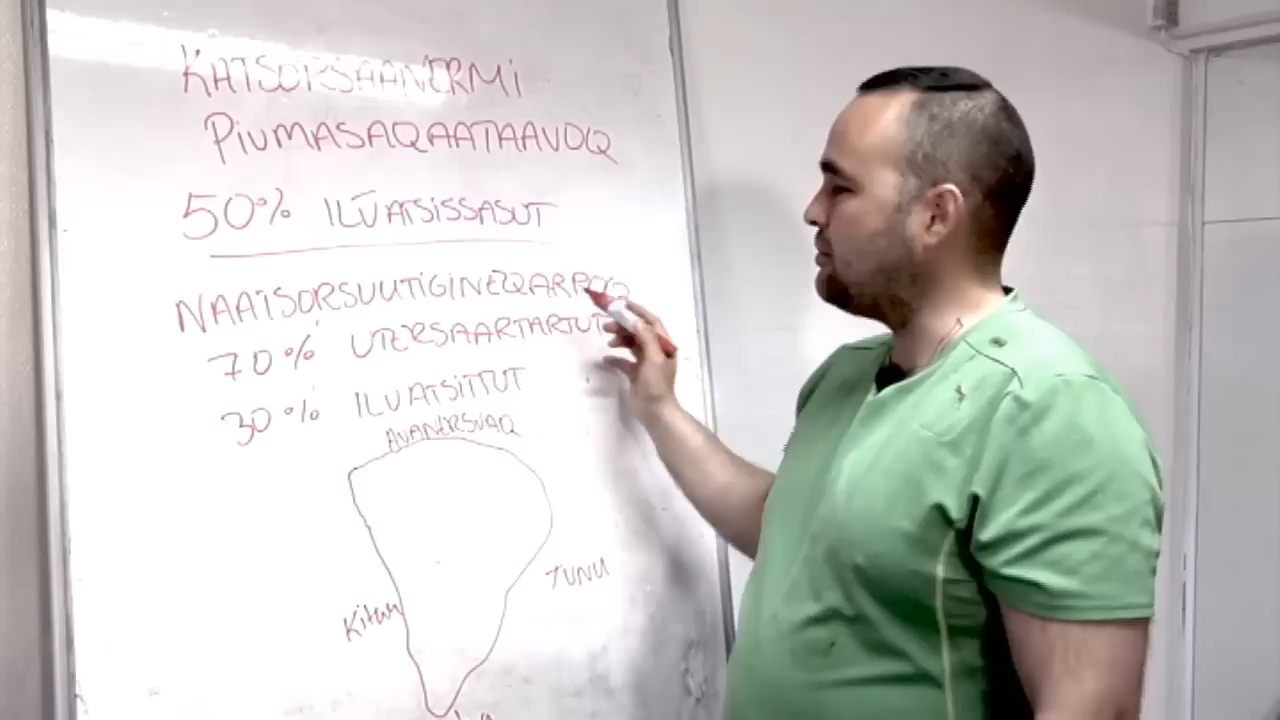 KATSORSAANERMI
PIUMASAQAATAAVOQ
50% ILUATSISSASUT
NAATSORSUUTIGINEQARPOQ
70% UTERSAARTARTUT
30% ILUATSITTUT
AVANERSUAQ
TUNU
Kitaa